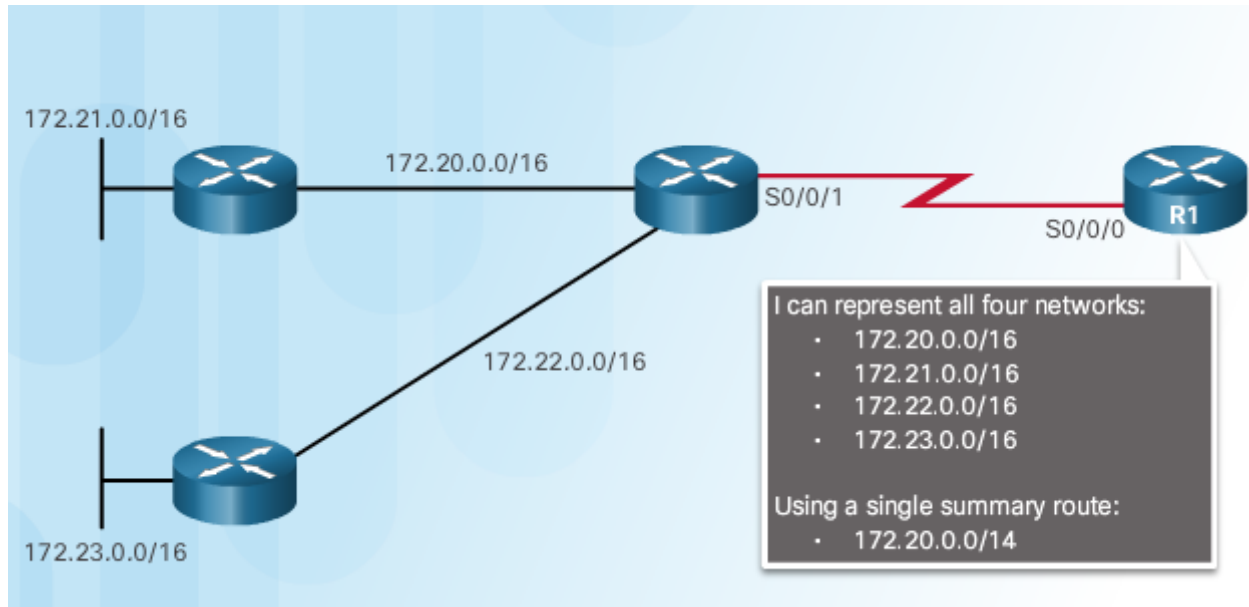 172.21.0.0/16
172.20.0.0/16
S0/0/1
S0/0/0
R1
172.22.0.0/16
172.23.0.0/16
I can represent all four networks:
· 172.20.0.0/16
· 172.21.0.0/16
· 172.22.0.0/16
· 172.23.0.0/16
Using a single summary route:
· 172.20.0.0/14